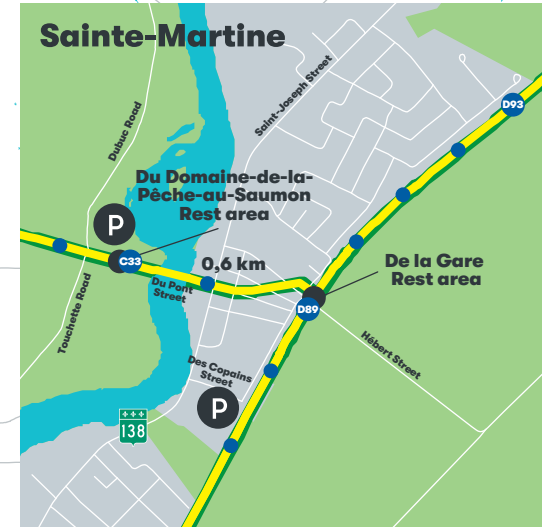 Sainte-Martine
D93
Saint-Joseph Street
Dubuc Road
Du Domaine-de-la-
Pêche-au-Saumon
Rest area
P
C33
0,6 km
De la Gare
Rest area
Du Pont
Street
D89
Touchette Road
Hébert Street
Des Copains
Street
P
138